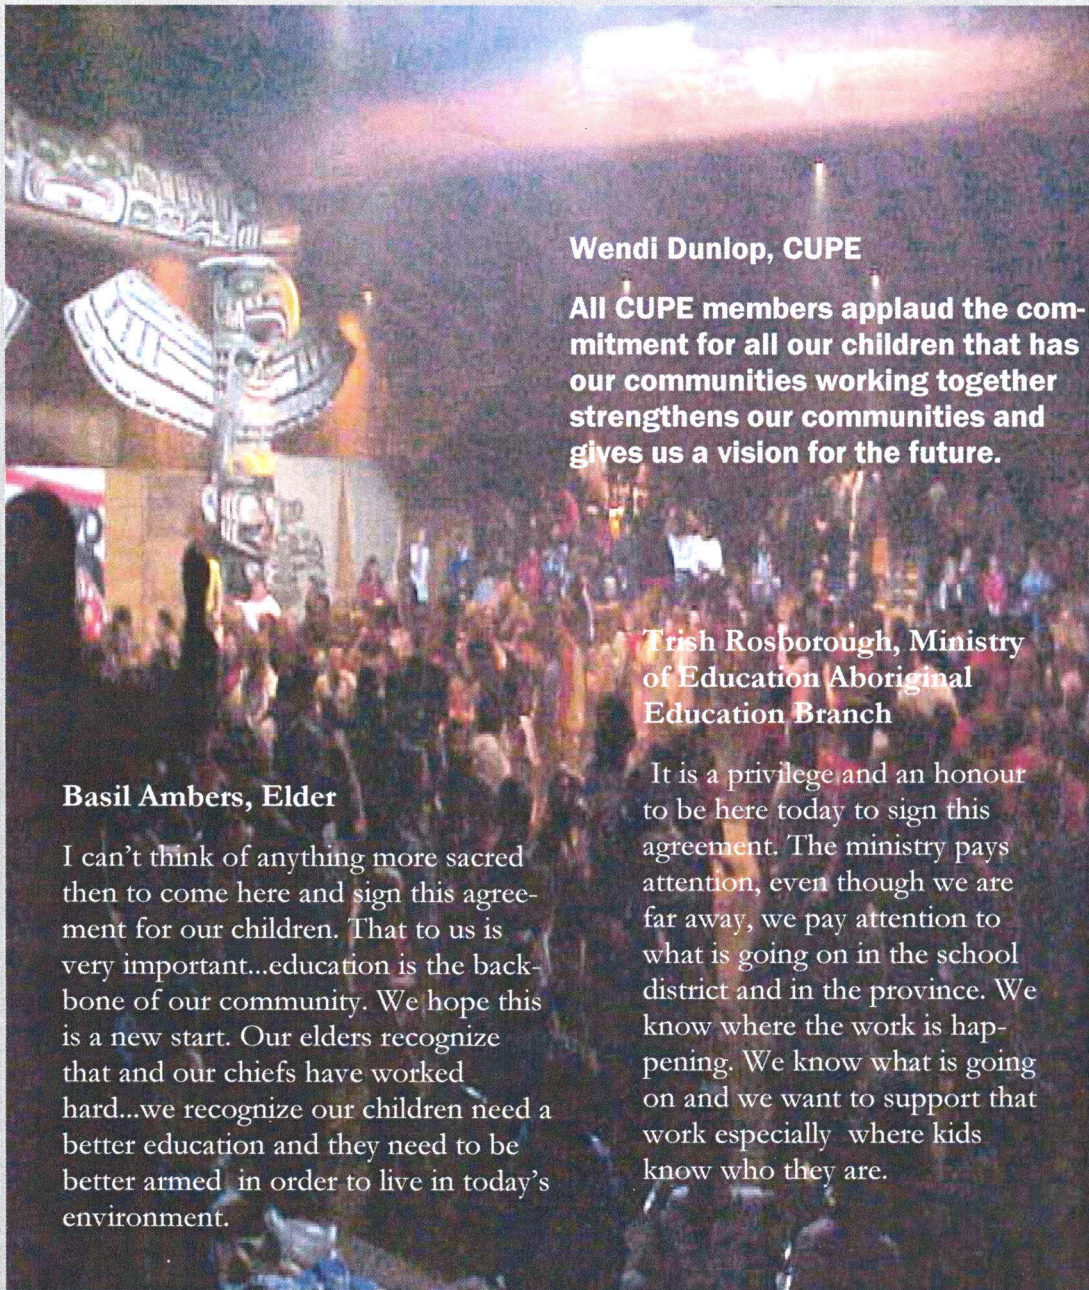 Wendi Dunlop, CUPE
All CUPE members applaud the com-
mitment for all our children that has
our communities working together
strengthens our communities and
gives us a vision for the future.
Trish Rosborough, Ministry
of Education Aboriginal
Education Branch
It is a privilege and an honour
to be here today to sign this
agreement. The ministry pays
attention, even though we are
far away, we pay attention to
what is going on in the school
district and in the province. We
know where the work is hap-
pening. We know what is going
on and we want to support that
work especially where kids
know who they are.
Basil Ambers, Elder
I can't think of anything more sacred
then to come here and sign this agree-
ment for our children. That to us is
very important...education is the back-
bone of our community. We hope this
is a new start. Our elders recognize
that and our chiefs have worked
hard...we recognize our children need a
better education and they need to be
better armed in order to live in today's
environment.